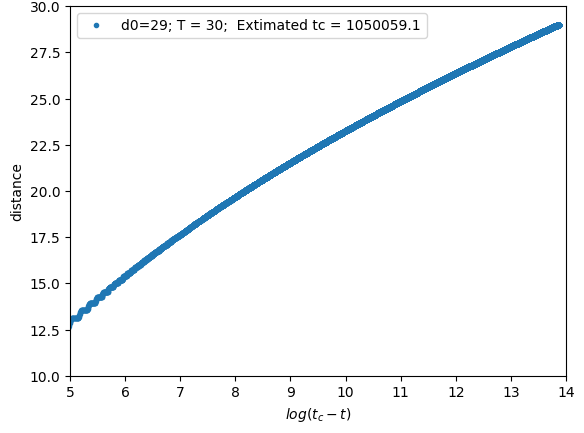 d0=29; T = 30;  Extimated tc = 1050059.1
30.0
27.5
25.0
22.5
20.0
17.5
15.0
12.5
10.0
distance
5 6 7 8 9 10 11 12 13 14
log(t_c − t)